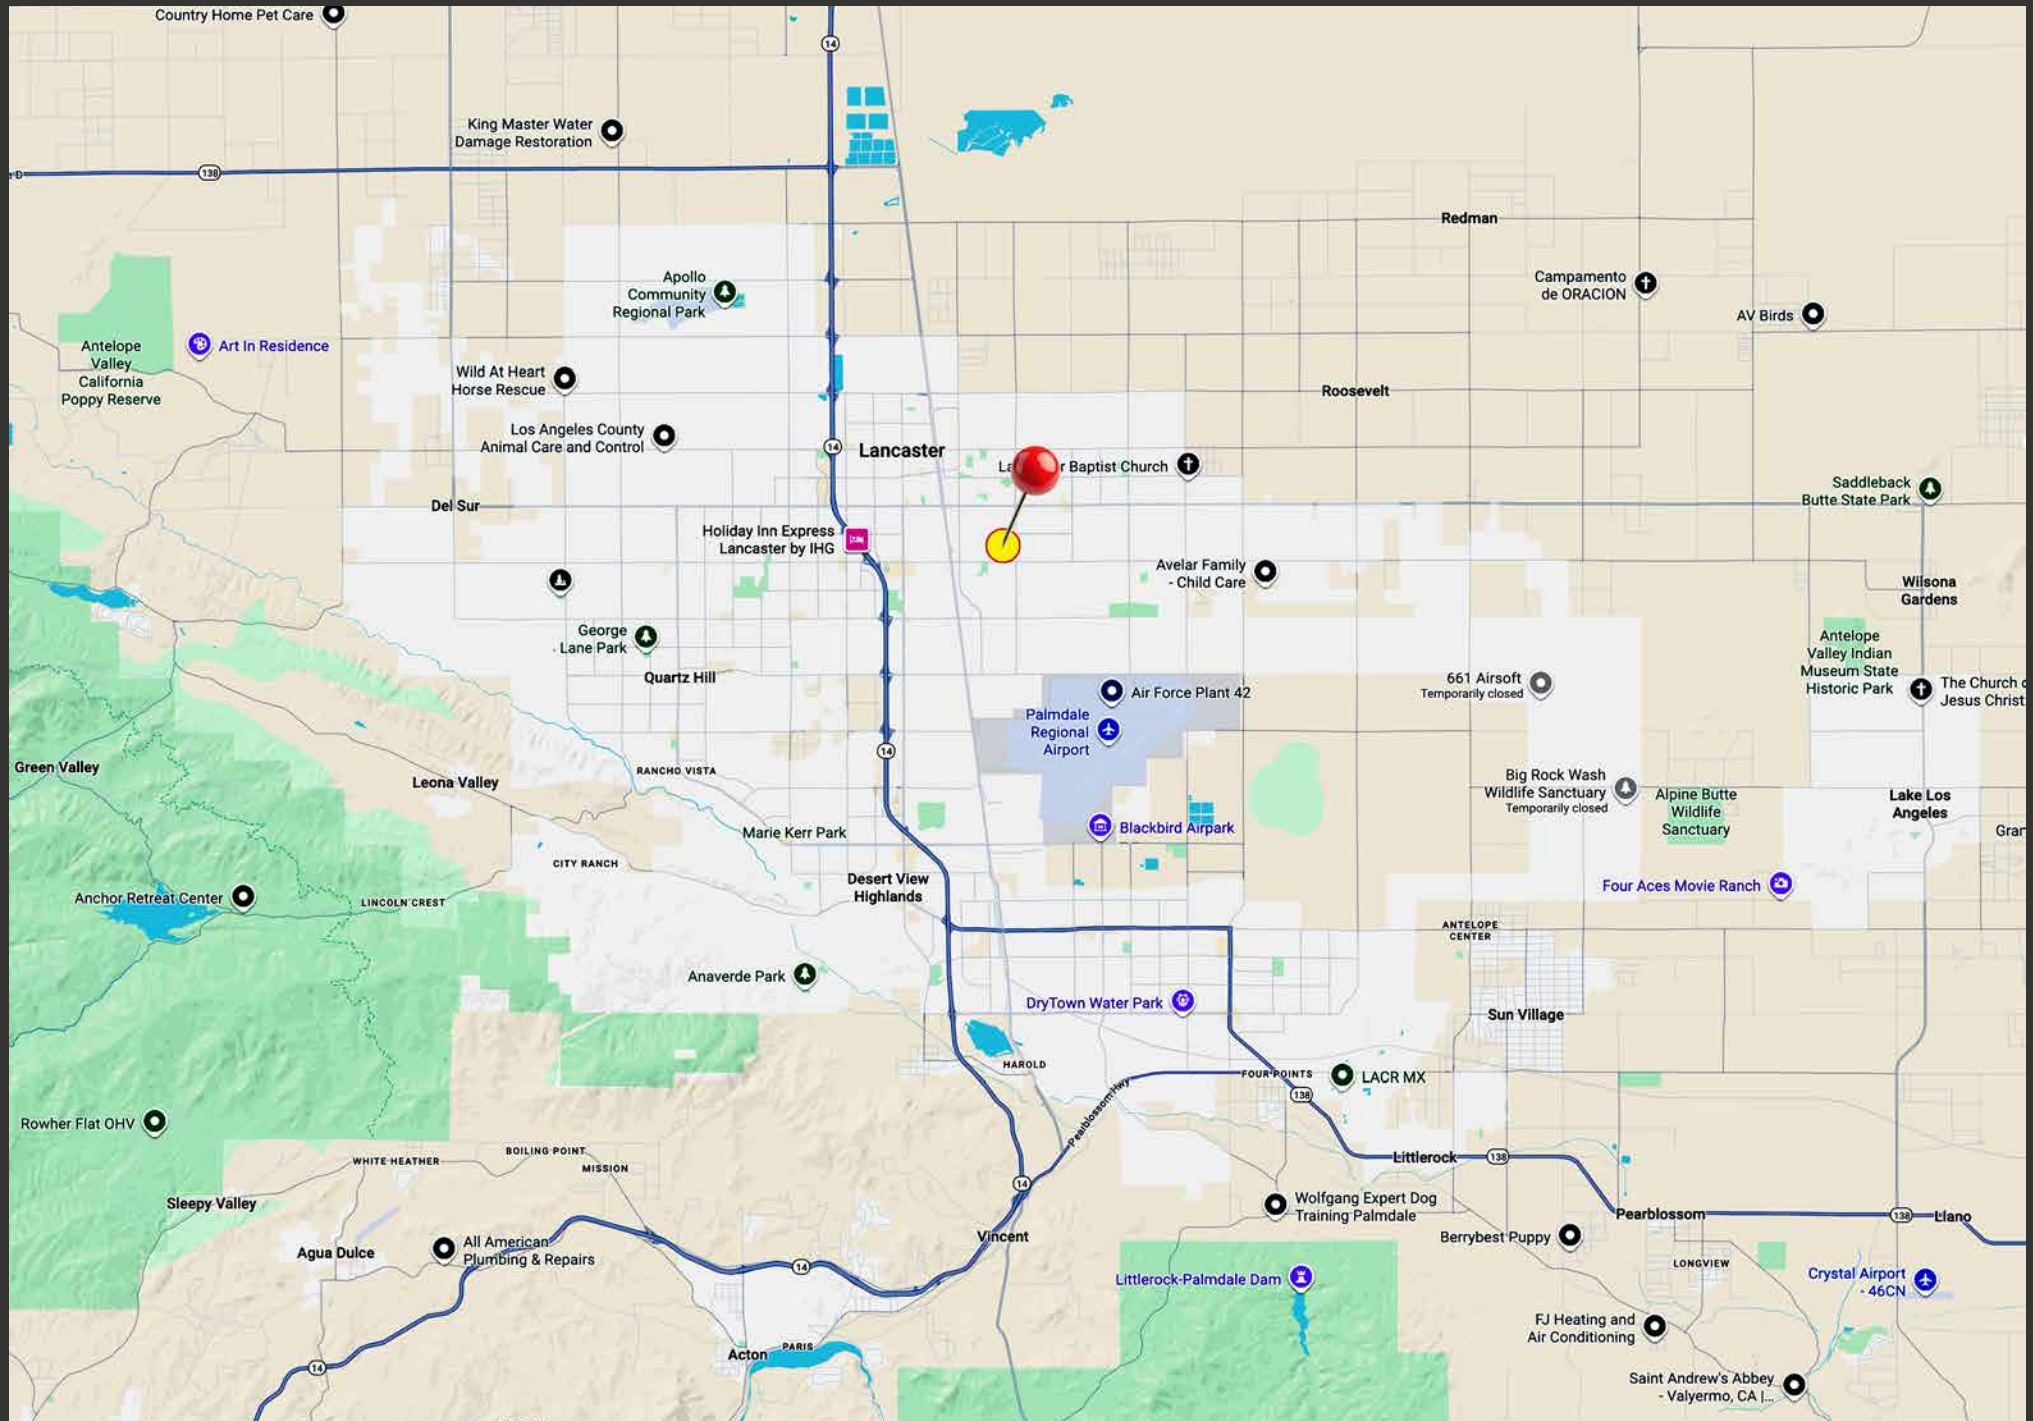 Country Home Pet Care
14
King Master Water
Damage Restoration
138
Redman
Apollo
Community
Regional Park
Campamento
de ORACION
AV Birds
Antelope
Valley
California
Poppy Reserve
Art In Residence
Wild At Heart
Horse Rescue
Roosevelt
Los Angeles County
Animal Care and Control
14
Lancaster
Baptist Church
Saddleback
Butte State Park
Del Sur
Holiday Inn Express
Lancaster by IHG
Avelar Family
- Child Care
Wilsona
Gardens
George
Lane Park
Antelope
Valley Indian
Museum State
Historic Park
Quartz Hill
661 Airsoft
Temporarily closed
The Church
Jesus Christ
Air Force Plant 42
Palmdale
Regional
Airport
14
Green Valley
Leona Valley
RANCHO VISTA
Big Rock Wash
Wildlife Sanctuary
Temporarily closed
Alpine Butte
Wildlife
Sanctuary
Lake Los
Angeles
Marie Kerr Park
Blackbird Airpark
CITY RANCH
Desert View
Highlands
Four Aces Movie Ranch
Anchor Retreat Center
LINCOLN CREST
ANTELOPE
CENTER
Anaverde Park
DryTown Water Park
Sun Village
HAROLD
FOUR POINTS
LACR MX
138
Pearblossom Hwy
Rowher Flat OHV
WHITE HEATHER
BOILING POINT
MISSION
Littlerock
138
14
Sleepy Valley
Wolfgang Expert Dog
Training Palmdale
Pearblossom
138
Llano
Vincent
Agua Dulce
All American
Plumbing & Repairs
Berrybest Puppy
14
LONGVIEW
Littlerock-Palmdale Dam
Crystal Airport
- 46CN
FJ Heating and
Air Conditioning
Acton
PARIS
14
Saint Andrew's Abbey
- Valyermo, CA |...